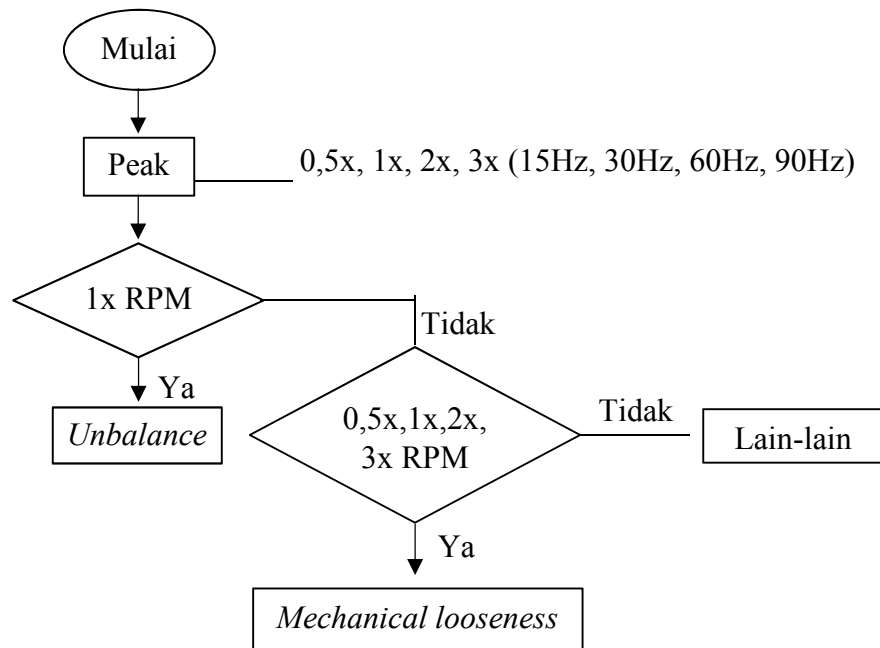 Mulai
Peak
0,5x, 1x, 2x, 3x (15Hz, 30Hz, 60Hz, 90Hz)
1x RPM
Tidak
Ya
Unbalance
0,5x,1x,2x,
3x RPM
Tidak
Lain-lain
Ya
Mechanical looseness